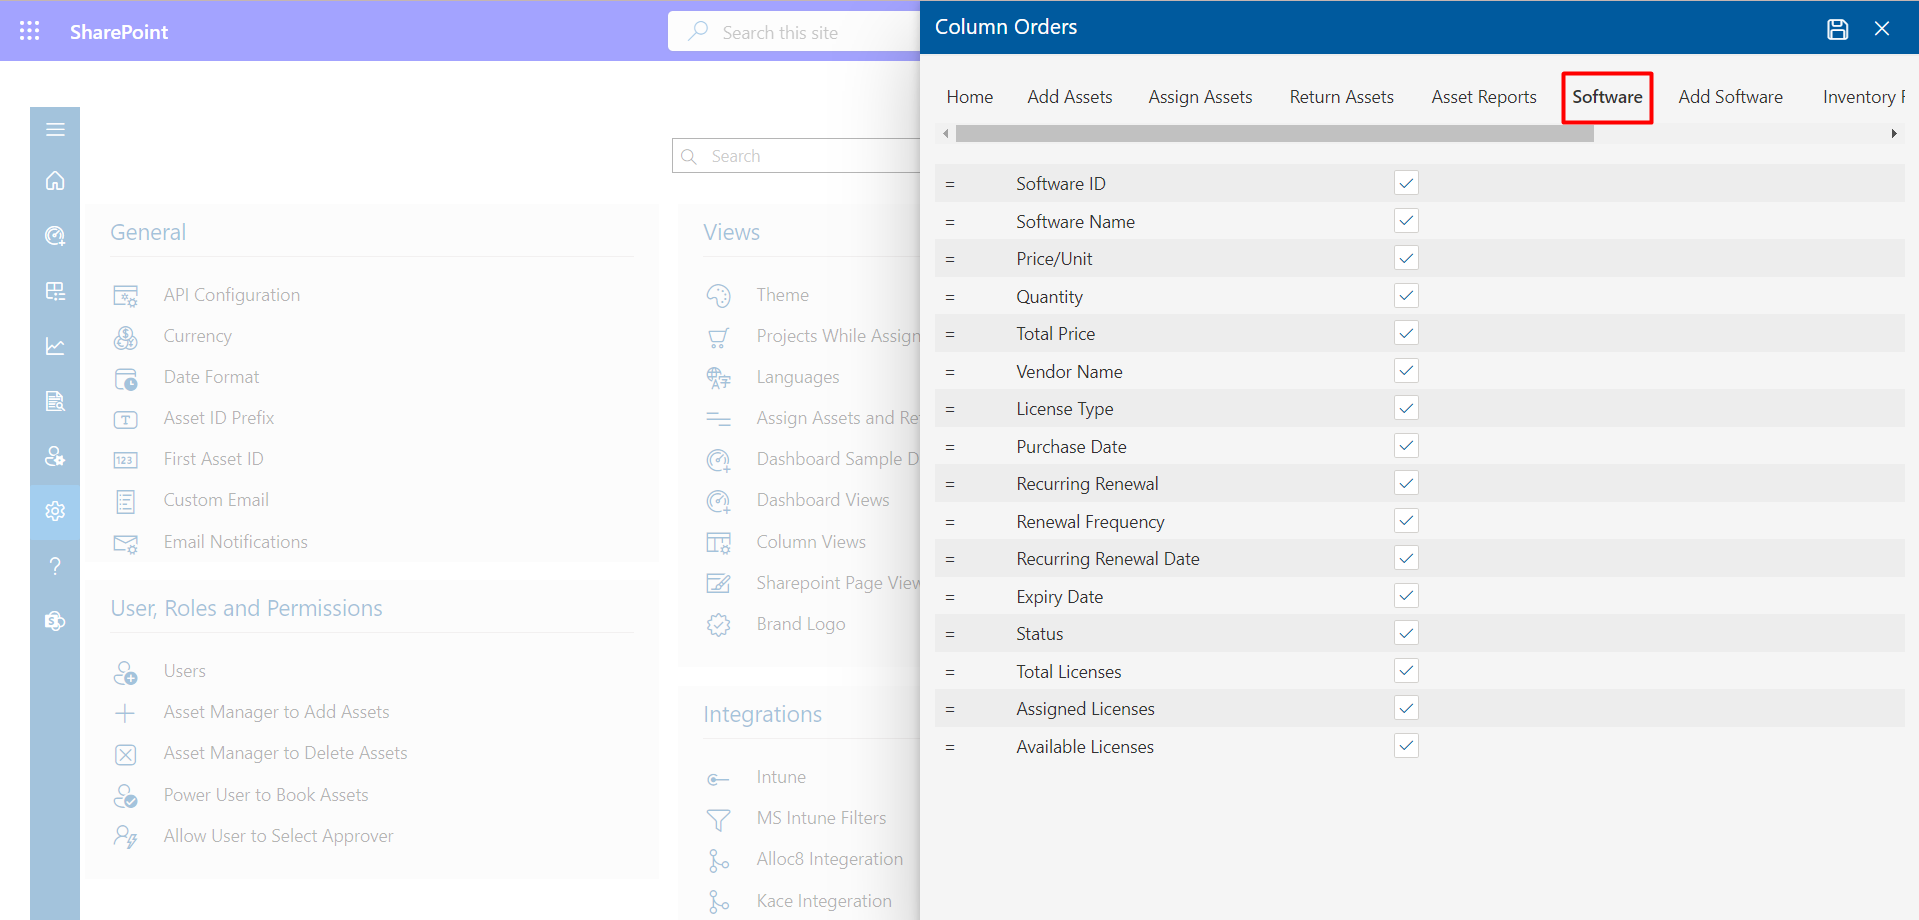 SharePoint
Search this site
Column Orders
Home
Add Assets
Assign Assets
Return Assets
Asset Reports
Software
Add Software
Inventory
Search
General
API Configuration
Currency
Date Format
Asset ID Prefix
First Asset ID
Custom Email
Email Notifications
User, Roles and Permissions
Users
Asset Manager to Add Assets
Asset Manager to Delete Assets
Power User to Book Assets
Allow User to Select Approver
Views
Theme
Projects While Assign
Languages
Assign Assets and Re
Dashboard Sample D
Dashboard Views
Column Views
Sharepoint Page View
Brand Logo
Integrations
Intune
MS Intune Filters
Alloc8 Integeration
Kace Integeration
= Software ID
= Software Name
= Price/Unit
= Quantity
= Total Price
= Vendor Name
= License Type
= Purchase Date
= Recurring Renewal
= Renewal Frequency
= Recurring Renewal Date
= Expiry Date
= Status
= Total Licenses
= Assigned Licenses
= Available Licenses